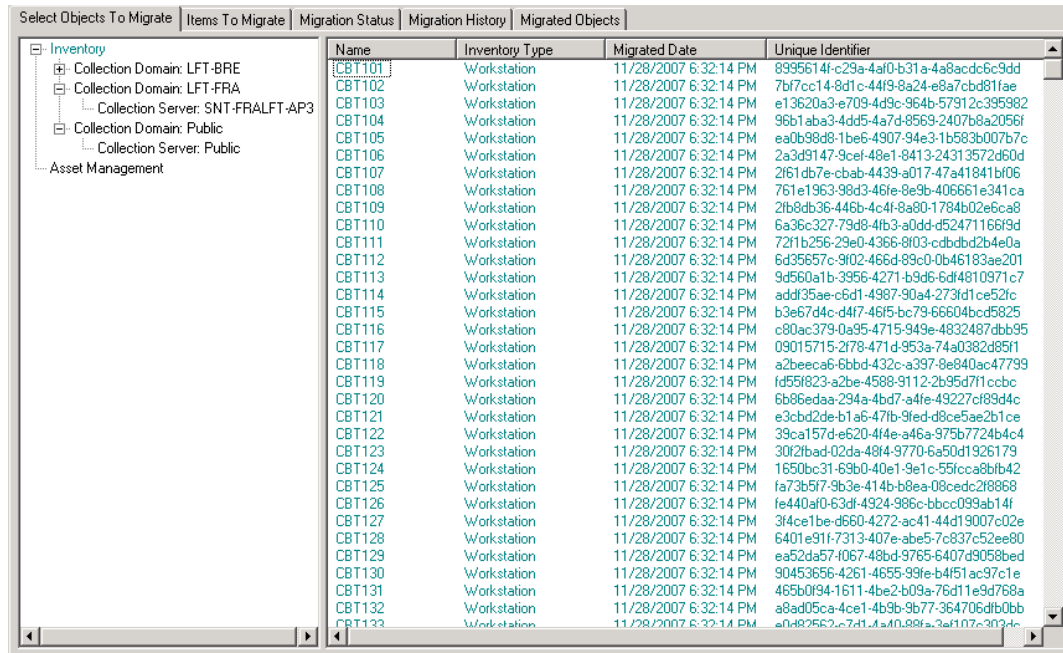 Select Objects To Migrate Items To Migrate Migration Status Migration History Migrated Objects
Inventory
Collection Domain: LFT-BRE
Collection Domain: LFT-FRA
Collection Server: SNT-FRALFT-AP3
Collection Domain: Public
Collection Server: Public
Asset Management
Name Inventory Type Migrated Date Unique Identifier
CBT101 Workstation 11/28/2007 6:32:14 PM 8995614f-c29a-4af0-b31a-4a8acdc6c9dd
CBT102 Workstation 11/28/2007 6:32:14 PM 7bf7cc14-8d1c-44f9-8a24-e8a7cbd81fae
CBT103 Workstation 11/28/2007 6:32:14 PM e13620a3-e709-4d9c-964b-57912c395982
CBT104 Workstation 11/28/2007 6:32:14 PM 96b1aba3-4dd5-4a7d-8569-2407b8a2056f
CBT105 Workstation 11/28/2007 6:32:14 PM ea0b98d8-1be6-4907-94e3-1b583b007b7c
CBT106 Workstation 11/28/2007 6:32:14 PM 2a3d9147-9cef-48e1-8413-24313572d60d
CBT107 Workstation 11/28/2007 6:32:14 PM 2f61db7e-cbab-4439-a017-47a41841bf06
CBT108 Workstation 11/28/2007 6:32:14 PM 761e1963-98d3-46fe-8e9b-406661e341ca
CBT109 Workstation 11/28/2007 6:32:14 PM 2fb8db36-446b-4c4f-8a80-1784b02e6ca8
CBT110 Workstation 11/28/2007 6:32:14 PM 6a36c327-79d8-4fb3-a0dd-d52471166f9d
CBT111 Workstation 11/28/2007 6:32:14 PM 72f1b256-29e0-4366-8f03-cdbdbd2b4e0a
CBT112 Workstation 11/28/2007 6:32:14 PM 6d35657c-9f02-466d-89c0-0b46183ae201
CBT113 Workstation 11/28/2007 6:32:14 PM 9d560a1b-3956-4271-b9d6-6df4810971c7
CBT114 Workstation 11/28/2007 6:32:14 PM addf35ae-c6d1-4987-90a4-273fd1ce52fc
CBT115 Workstation 11/28/2007 6:32:14 PM b3e67d4c-d4f7-46f5-bc79-66604bcd5825
CBT116 Workstation 11/28/2007 6:32:14 PM c80ac379-0a95-4715-949e-4832487dbb95
CBT117 Workstation 11/28/2007 6:32:14 PM 09015715-2f78-471d-953a-74a0382d85f1
CBT118 Workstation 11/28/2007 6:32:14 PM a2beeca6-6bbd-432c-a397-8e840ac47799
CBT119 Workstation 11/28/2007 6:32:14 PM fd55f823-a2be-4588-9112-2b95d7f1ccbc
CBT120 Workstation 11/28/2007 6:32:14 PM 6b86edaa-294a-4bd7-a4fe-49227cf89d4c
CBT121 Workstation 11/28/2007 6:32:14 PM e3cbd2de-b1a6-47fb-9fed-d8ce5ae2b1ce
CBT122 Workstation 11/28/2007 6:32:14 PM 39ca157d-e620-4f4e-a46a-975b7724b4c4
CBT123 Workstation 11/28/2007 6:32:14 PM 30f2fbad-02da-48f4-9770-6a50d1926179
CBT124 Workstation 11/28/2007 6:32:14 PM 1650bc31-69b0-40e1-9e1c-55fcca8bfb42
CBT125 Workstation 11/28/2007 6:32:14 PM fa73b5f7-9b3e-414b-b8ea-08cedc2f8868
CBT126 Workstation 11/28/2007 6:32:14 PM fe440af0-63df-4924-986c-bbcc099ab14f
CBT127 Workstation 11/28/2007 6:32:14 PM 3f4ce1be-d660-4272-ac41-44d19007c02e
CBT128 Workstation 11/28/2007 6:32:14 PM 6401e91f-7313-407e-abe5-7c837c52ee80
CBT129 Workstation 11/28/2007 6:32:14 PM ea52da57-f067-48bd-9765-6407d9058bed
CBT130 Workstation 11/28/2007 6:32:14 PM 90453656-4261-4655-99fe-b4f51ac97c1e
CBT131 Workstation 11/28/2007 6:32:14 PM 465b0f94-1611-4be2-b09a-76d11e9d768a
CBT132 Workstation 11/28/2007 6:32:14 PM a8ad05ca-4ce1-4b9b-9b77-364706dfb0bb
CBT133 Workstation 11/28/2007 6:32:14 PM e0d82562-c7d1-4a40-88fa-3ef107c303dc